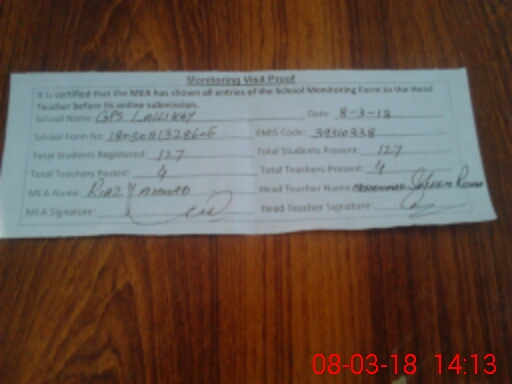 Monitoring Visit Proof
It is certified that the MEA has shown all entries of the School Monitoring Form to the Head
Teacher before its online submission.
School Name: GPS LALLIKAY Date: 8-3-18
School Form No: EMIS Code:
Total Students Registered: 127 Total Students Present: 127
Total Teachers Posted: 4 Total Teachers Present: 4
MEA Name: RIAZ AHMAD Head Teacher Name:
MEA Signature: Head Teacher Signature:
08-03-18 14:13